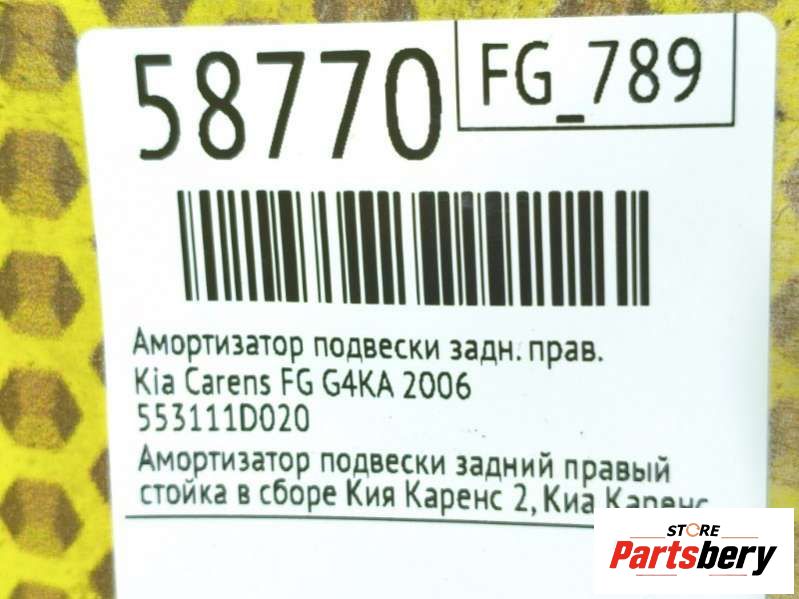 58770
FG_789
Амортизатор подвески задн. прав.
Kia Carens FG G4KA 2006
553111D020
Амортизатор подвески задний правый
стойка в сборе Кия Каренс 2, Киа Каренс
STORE
Partsbery